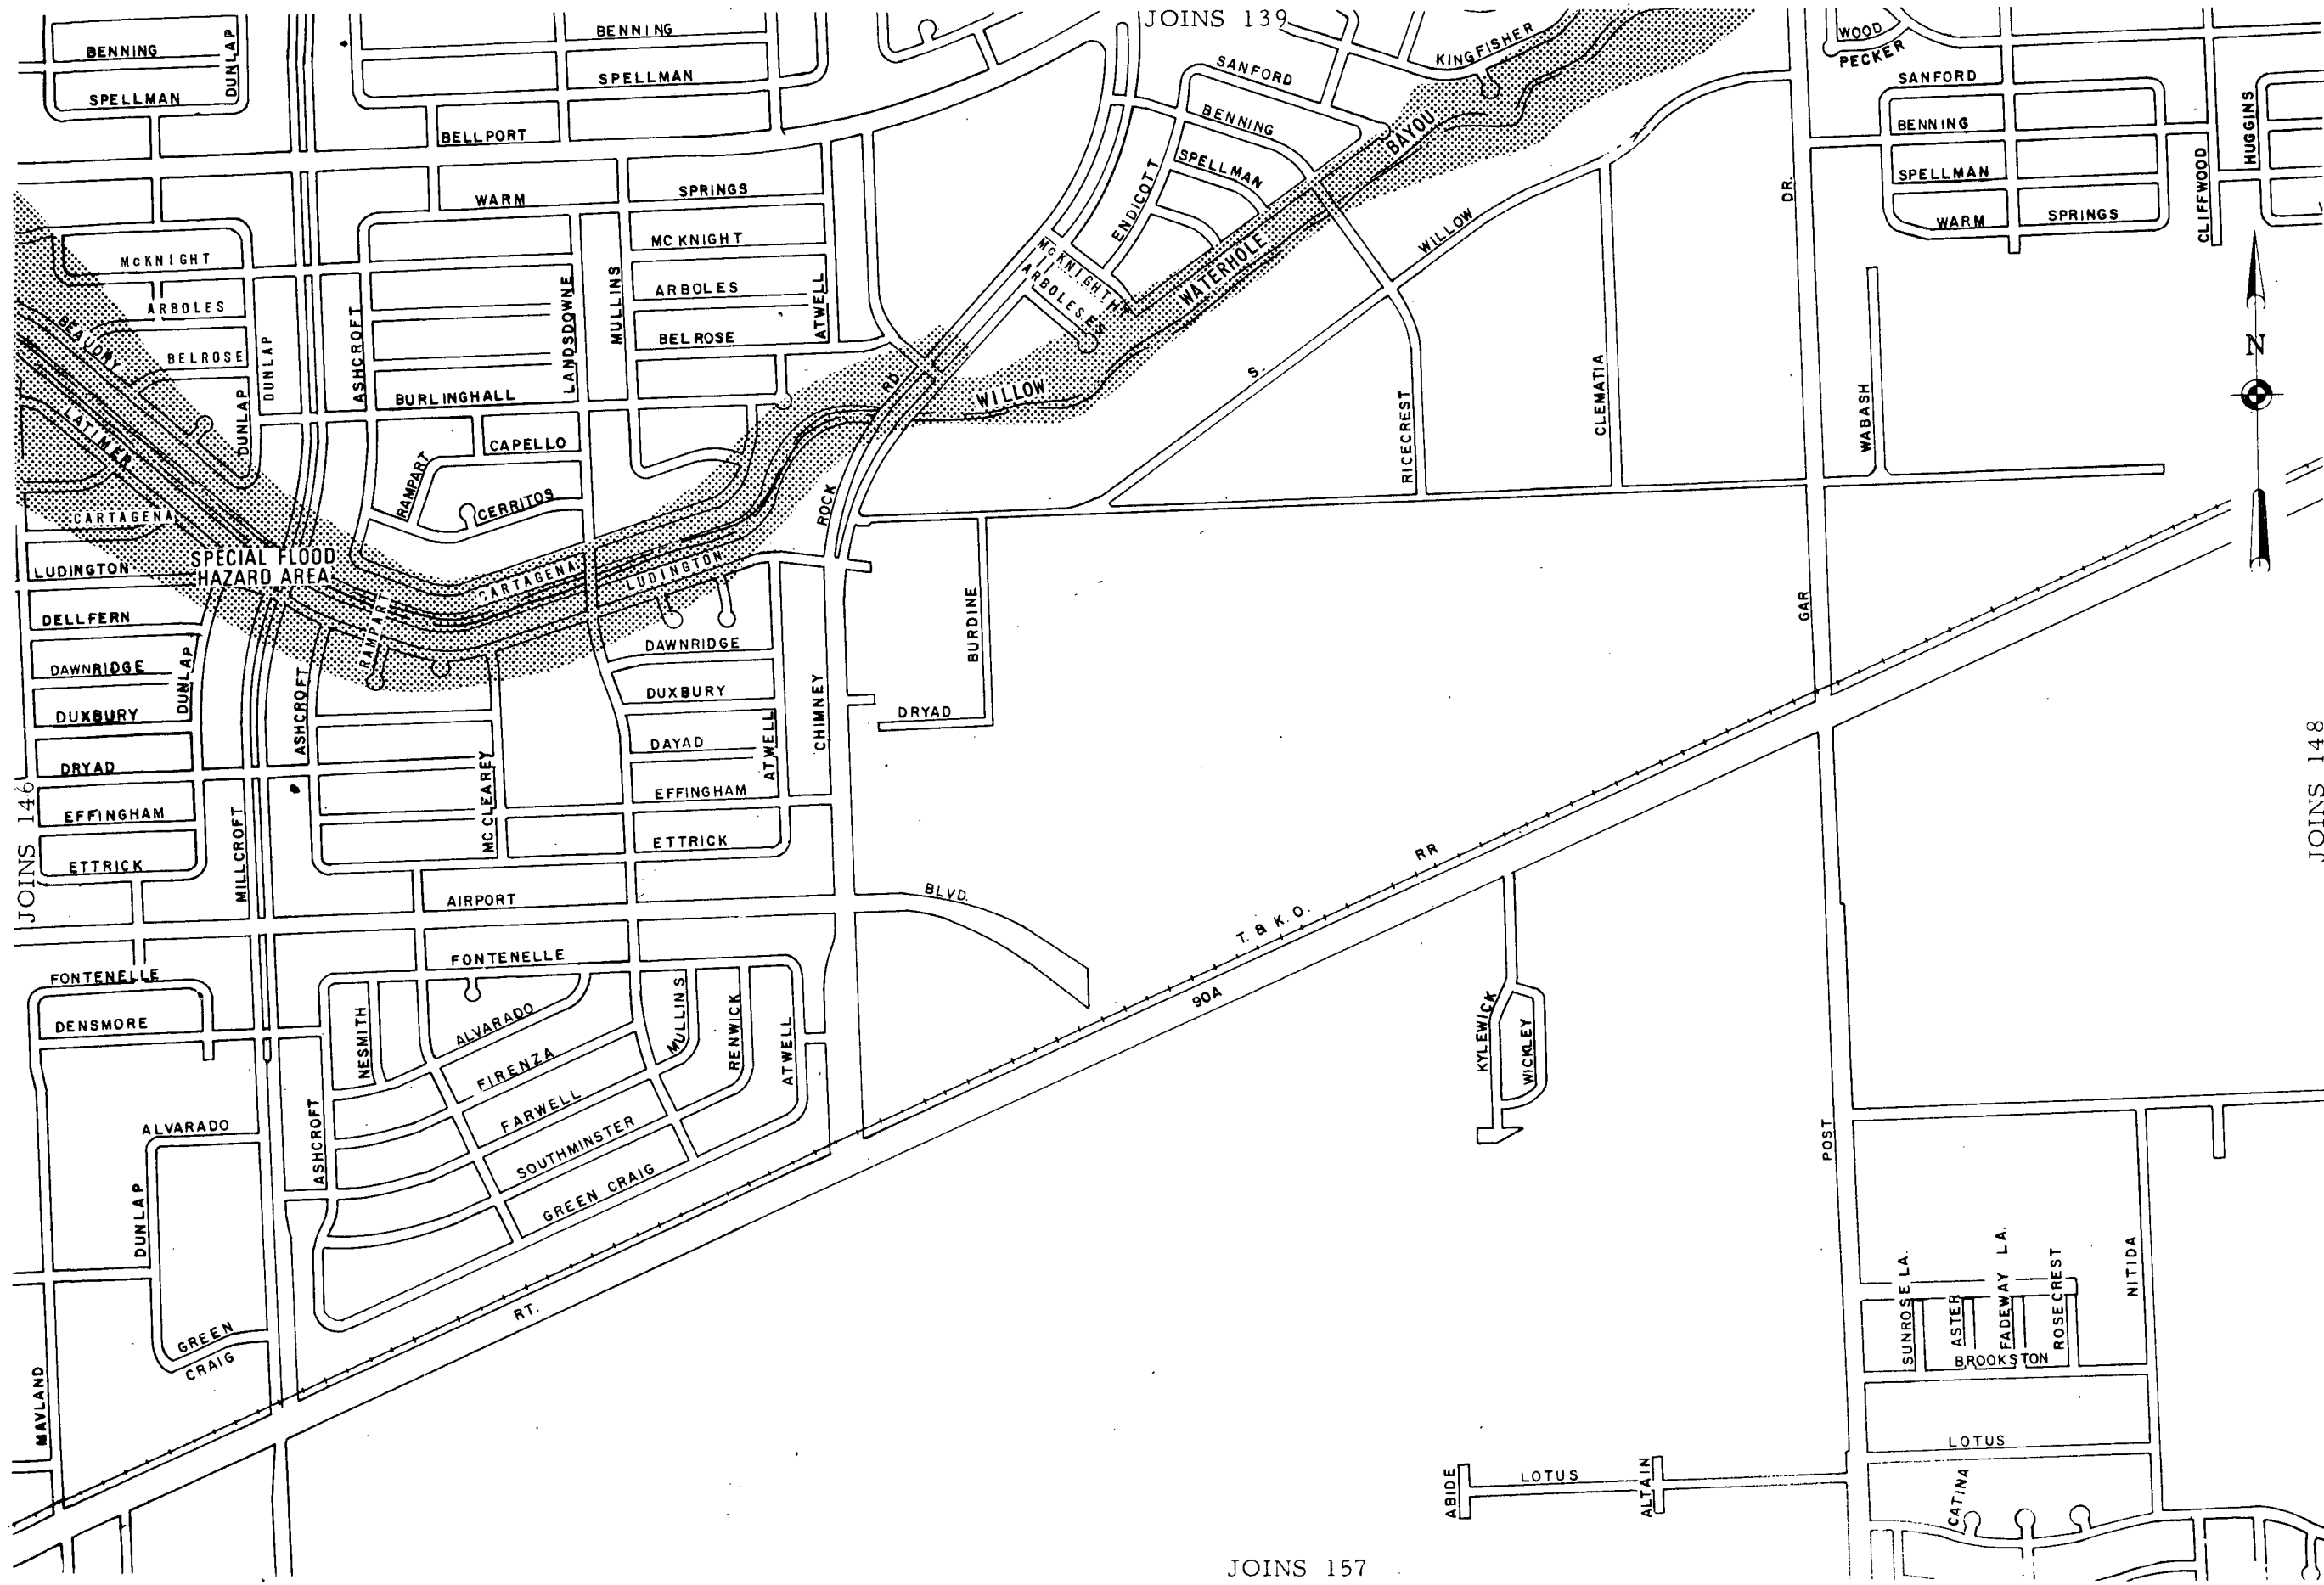 JOINS 139
BENNING
DUNLAP
SPELLMAN
BENNING
SPELLMAN
BELLPORT
WARM
SPRINGS
SANFORD
BENNING
SPELLMAN
ENDICOTT
KINGFISHER
BAYOU
WATERHOLE
WILLOW
WOOD
PECKER
SANFORD
BENNING
SPELLMAN
WARM
SPRINGS
CLIFFWOOD
HUGGINS
DR.
N
McKNIGHT
ARBOLES
BEAUDRY
BELROSE
DUNLAP
DUNLAP
LATIMER
ASHCROFT
LANDSDOWNE
MULLINS
MC KNIGHT
ARBOLES
BELROSE
ATWELL
BURLINGHALL
CAPELLO
RAMPART
CERRITOS
McKNIGHTH
ARBOLESES
RD
WILLOW
S.
ROCK
RICECREST
CLEMATIA
WABASH
CARTAGENA
SPECIAL FLOOD
HAZARD AREA
LUDINGTON
CARTAGENA
LUDINGTON
RAMPART
DELLFERN
DAWNRIDGE
DUNLAP
DUXBURY
DRYAD
EFFINGHAM
ETTRICK
JOINS 146
MILLCROFT
ASHCROFT
MC CLEAREY
DAWNRIDGE
DUXBURY
DAYAD
EFFINGHAM
ETTRICK
ATWELL
CHIMNEY
BURDINE
DRYAD
GAR
JOINS 148
AIRPORT
BLVD.
RR
T. & K. O.
90A
FONTENELLE
DENSMORE
FONTENELLE
NESMITH
ALVARADO
FIRENZA
FARWELL
SOUTHMINSTER
GREEN CRAIG
MULLINS
RENWICK
ATWELL
ASHCROFT
ALVARADO
DUNLAP
GREEN
CRAIG
MAVLAND
RT.
KYLEWICK
WICKLEY
POST
SUNROSE LA.
ASTER
FADEWAY LA.
ROSECREST
NITIDA
BROOKSTON
LOTUS
ABIDE
LOTUS
ALTAIN
CATINA
JOINS 157